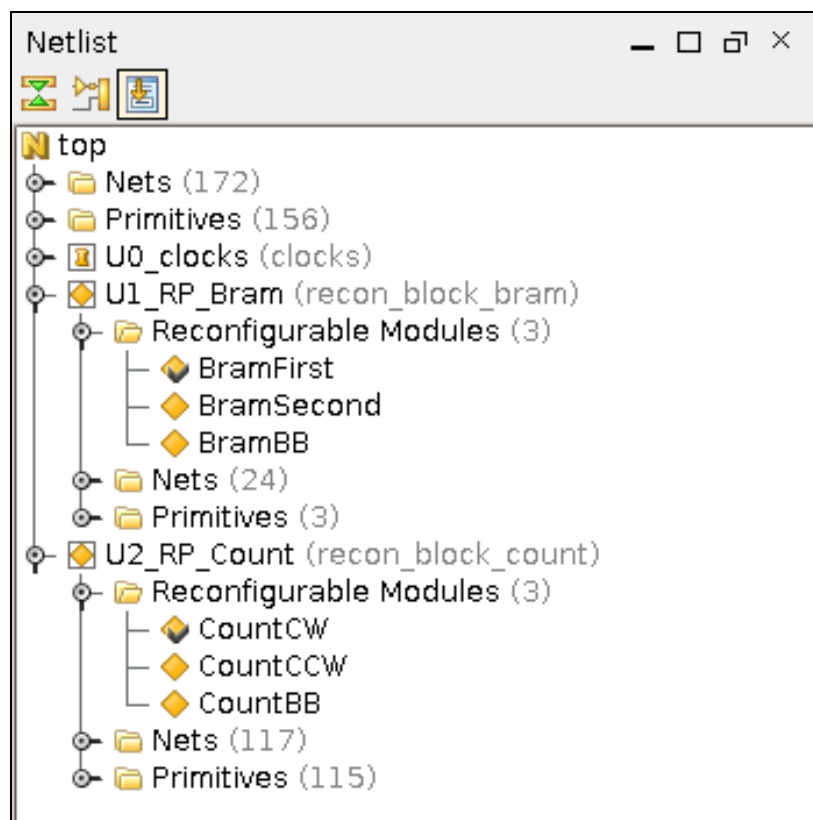 Netlist
top
Nets (172)
Primitives (156)
U0_clocks (clocks)
U1_RP_Bram (recon_block_bram)
Reconfigurable Modules (3)
BramFirst
BramSecond
BramBB
Nets (24)
Primitives (3)
U2_RP_Count (recon_block_count)
Reconfigurable Modules (3)
CountCW
CountCCW
CountBB
Nets (117)
Primitives (115)